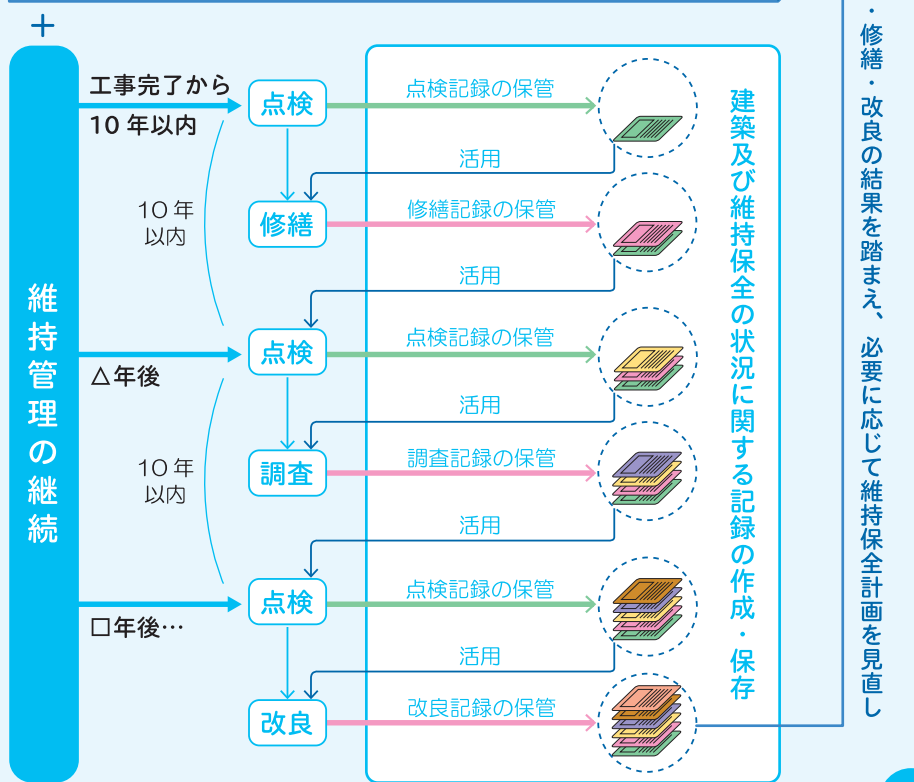 +
維持管理の継続
工事完了から
10年以内
点検
点検記録の保管
活用
修繕
修繕記録の保管
10年
以内
活用
△年後
点検
点検記録の保管
活用
調査
調査記録の保管
10年
以内
活用
□年後…
点検
点検記録の保管
活用
改良
改良記録の保管
建築及び維持保全の状況に関する記録の作成・保存
・修繕・改良の結果を踏まえ、必要に応じて維持保全計画を見直し